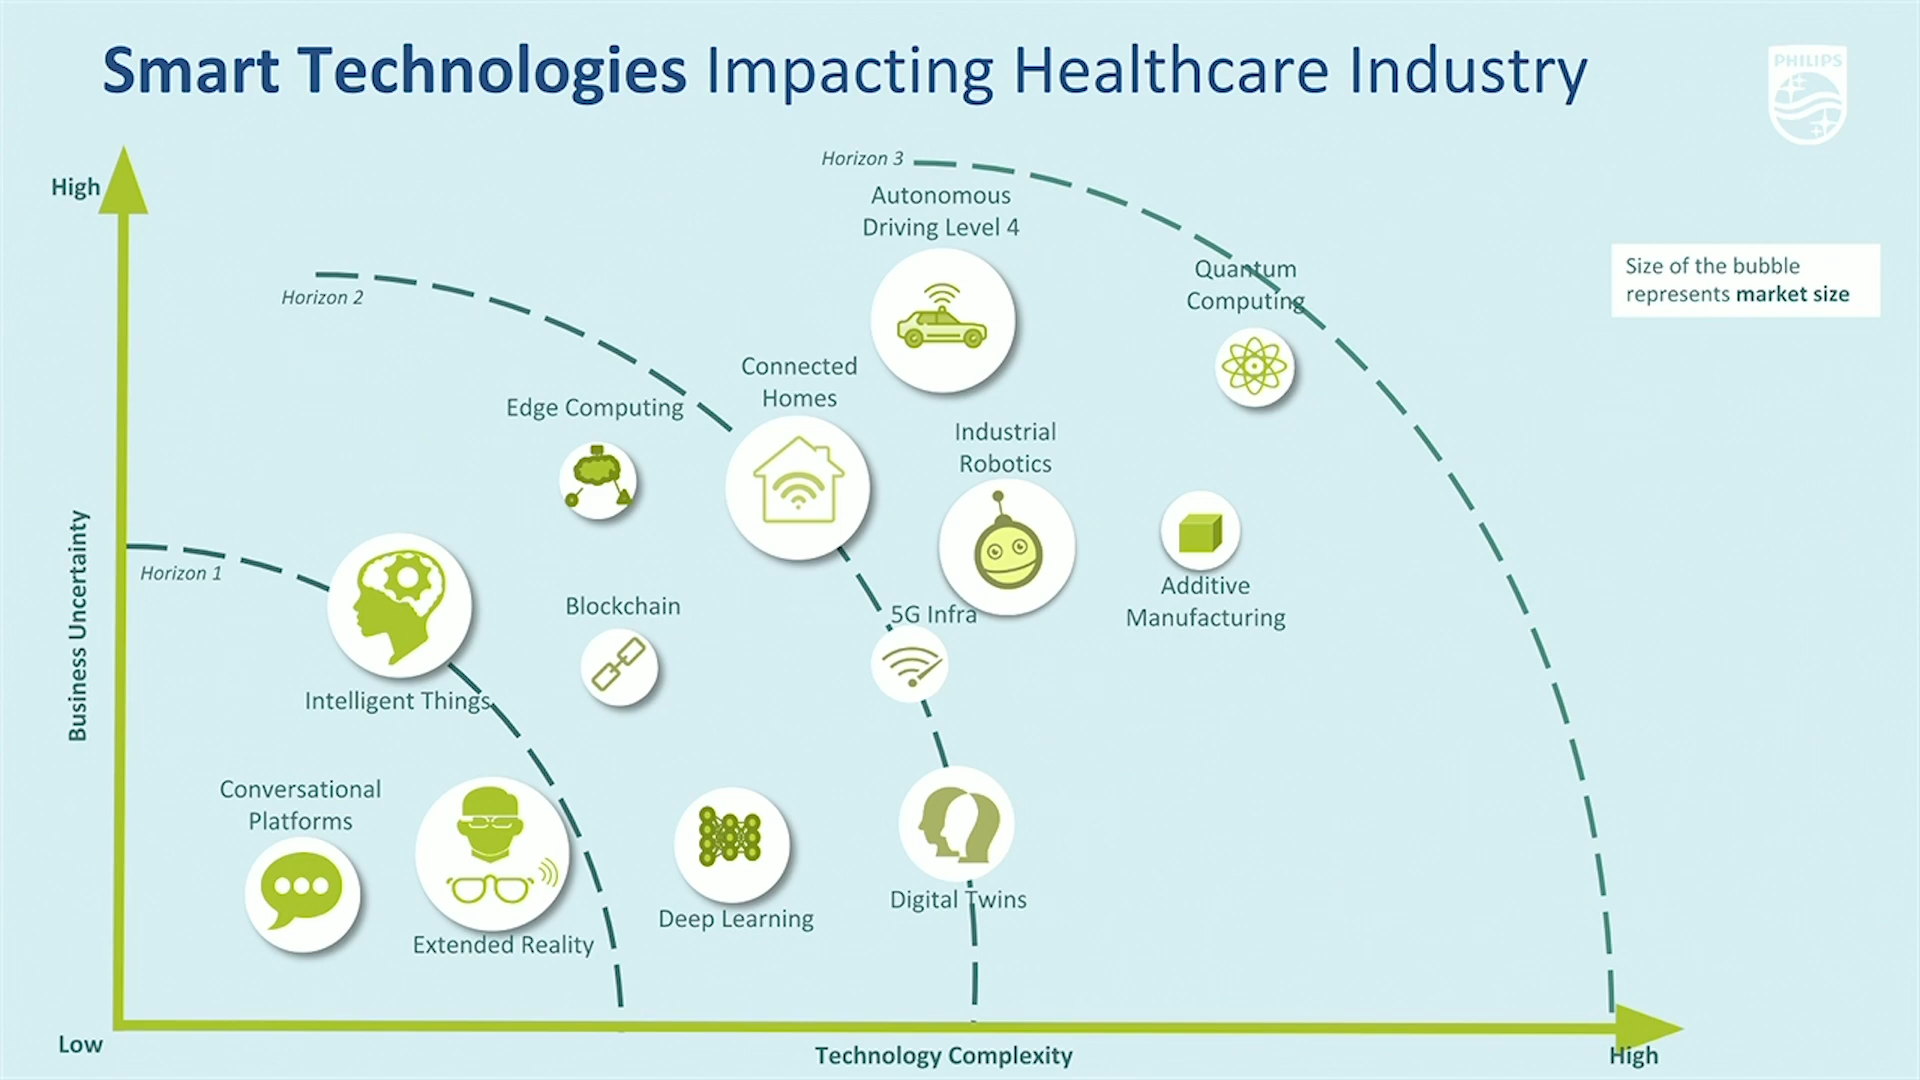 Smart Technologies Impacting Healthcare Industry
PHILIPS
High
Horizon 3
Autonomous
Driving Level 4
Quantum
Computing
Size of the bubble
represents market size
Horizon 2
Connected
Homes
Edge Computing
Industrial
Robotics
Business Uncertainty
Horizon 1
Additive
Manufacturing
Blockchain
5G Infra
Intelligent Things
Conversational
Platforms
Digital Twins
Deep Learning
Extended Reality
Low
Technology Complexity
High